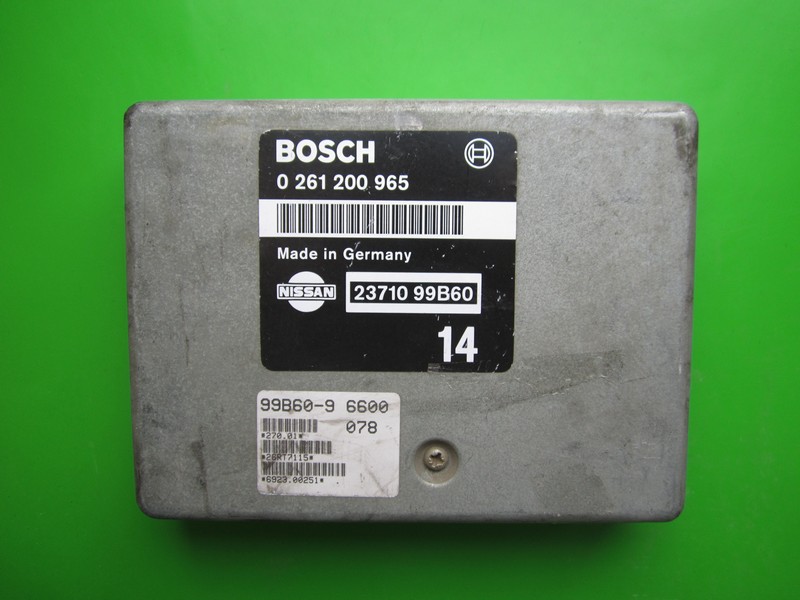 BOSCH
0 261 200 965
Made in Germany
NISSAN 23710 99B60
14
99B60-9 6600
078
*270.01*
*26RT7115*
*6923.00251*